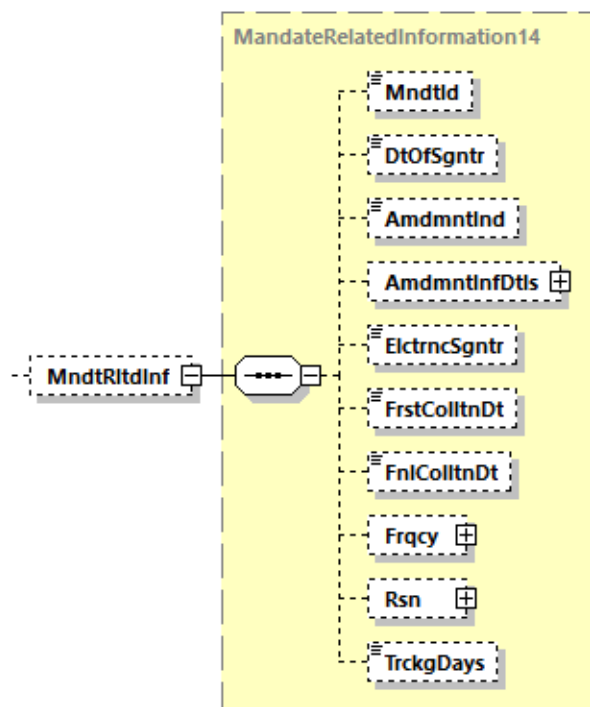 MandateRelatedInformation14
MndtId
DtOfSgntr
AmdmntInd
AmdmntInfDtls
ElctrncSgntr
MndtRltdInf
FrstColltnDt
FnlColltnDt
Frqcy
Rsn
TrckgDays